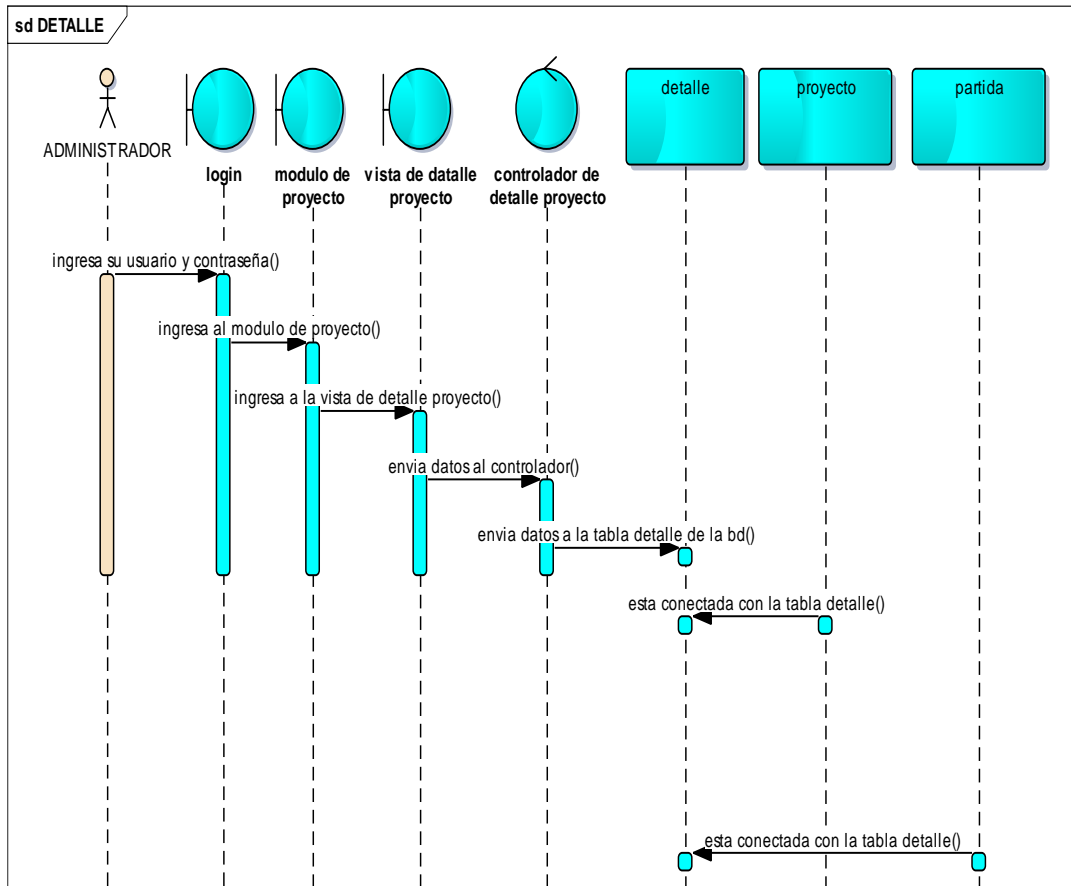 sd DETALLE
ADMINISTRADOR
login
modulo de
proyecto
vista de datalle
proyecto
controlador de
detalle proyecto
detalle
proyecto
partida
ingresa su usuario y contraseña()
ingresa al modulo de proyecto()
ingresa a la vista de detalle proyecto()
envia datos al controlador()
envia datos a la tabla detalle de la bd()
esta conectada con la tabla detalle()
esta conectada con la tabla detalle()